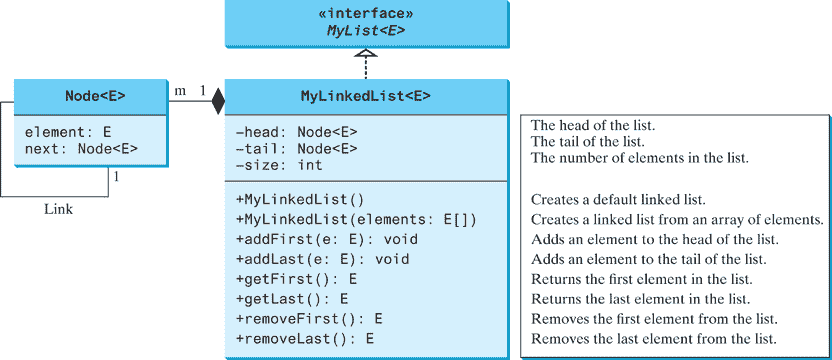 «interface»
MyList<E>
Node<E>
m 1
MyLinkedList<E>
element: E
next: Node<E>
1
Link
-head: Node<E>
-tail: Node<E>
-size: int
+MyLinkedList()
+MyLinkedList(elements: E[])
+addFirst(e: E): void
+addLast(e: E): void
+getFirst(): E
+getLast(): E
+removeFirst(): E
+removeLast(): E
The head of the list.
The tail of the list.
The number of elements in the list.
Creates a default linked list.
Creates a linked list from an array of elements.
Adds an element to the head of the list.
Adds an element to the tail of the list.
Returns the first element in the list.
Returns the last element in the list.
Removes the first element from the list.
Removes the last element from the list.